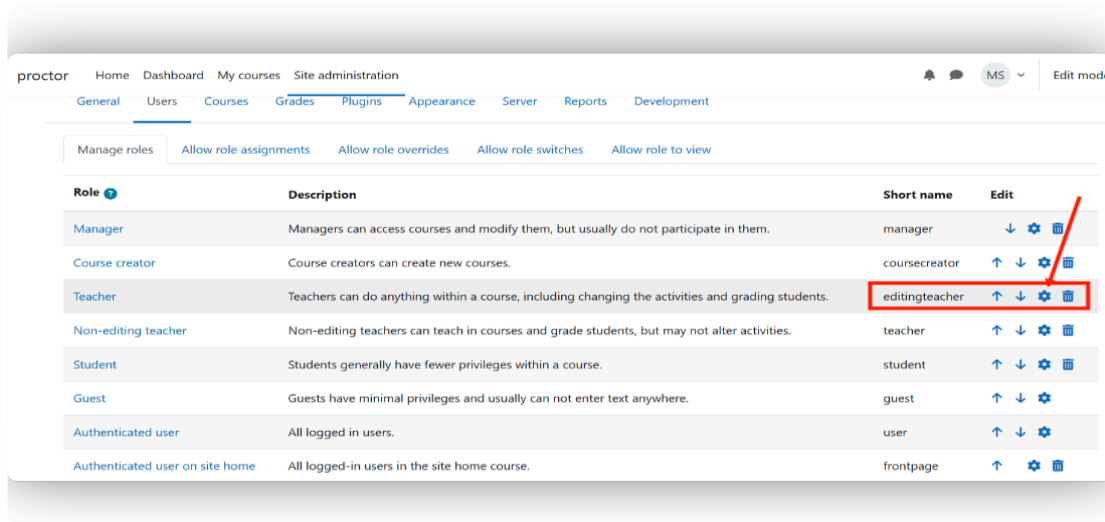 proctor Home Dashboard My courses Site administration MS Edit mode
General Users Courses Grades Plugins Appearance Server Reports Development
Manage roles Allow role assignments Allow role overrides Allow role switches Allow role to view
Role ? Description Short name Edit
Manager Managers can access courses and modify them, but usually do not participate in them. manager
Course creator Course creators can create new courses. coursecreator
Teacher Teachers can do anything within a course, including changing the activities and grading students. editingteacher
Non-editing teacher Non-editing teachers can teach in courses and grade students, but may not alter activities. teacher
Student Students generally have fewer privileges within a course. student
Guest Guests have minimal privileges and usually can not enter text anywhere. guest
Authenticated user All logged in users. user
Authenticated user on site home All logged-in users in the site home course. frontpage